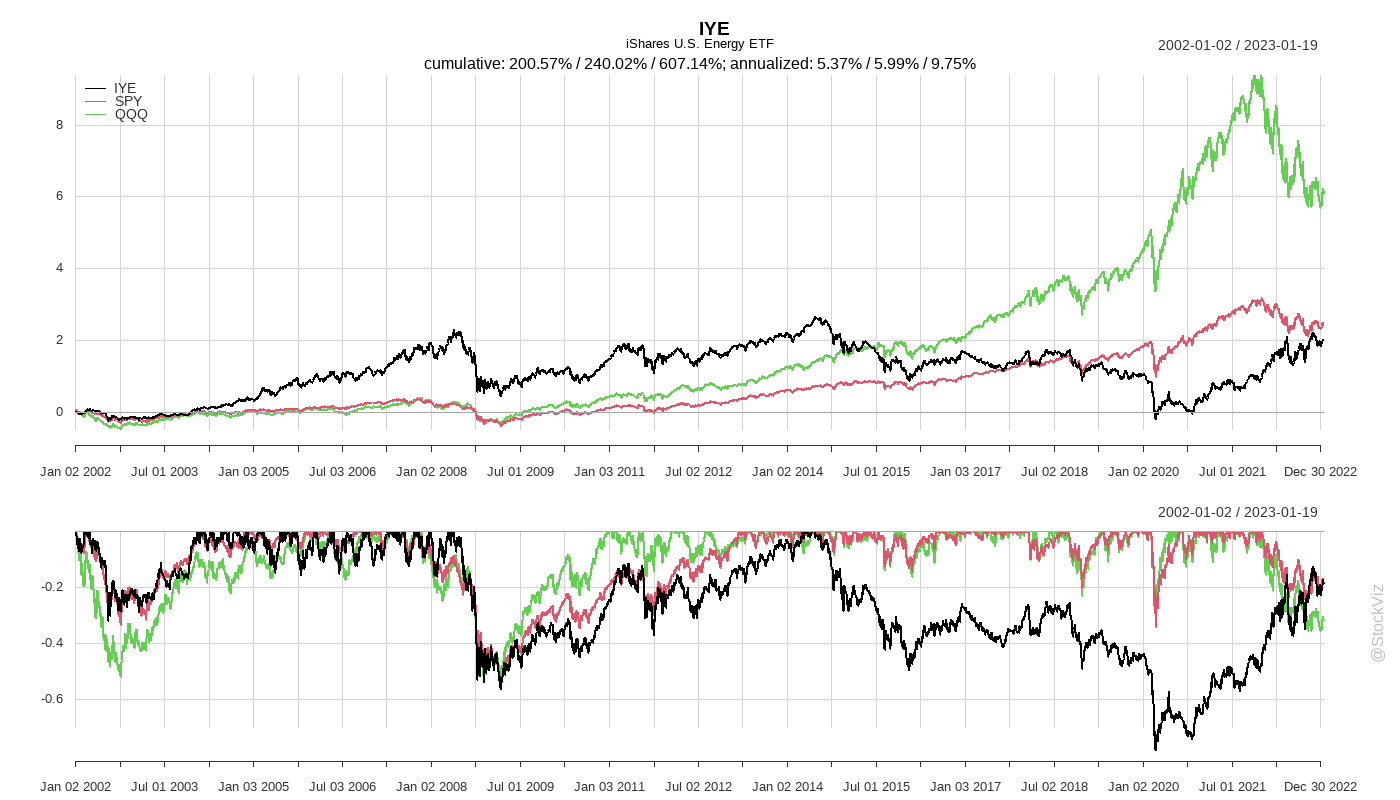 IYE
iShares U.S. Energy ETF
2002-01-02 / 2023-01-19
cumulative: 200.57% / 240.02% / 607.14%; annualized: 5.37% / 5.99% / 9.75%
IYE
SPY
QQQ
8
6
4
2
0
Jan 02 2002 Jul 01 2003 Jan 03 2005 Jul 03 2006 Jan 02 2008 Jul 01 2009 Jan 03 2011 Jul 02 2012 Jan 02 2014 Jul 01 2015 Jan 03 2017 Jul 02 2018 Jan 02 2020 Jul 01 2021 Dec 30 2022
2002-01-02 / 2023-01-19
-0.2
-0.4
-0.6
Jan 02 2002 Jul 01 2003 Jan 03 2005 Jul 03 2006 Jan 02 2008 Jul 01 2009 Jan 03 2011 Jul 02 2012 Jan 02 2014 Jul 01 2015 Jan 03 2017 Jul 02 2018 Jan 02 2020 Jul 01 2021 Dec 30 2022
@StockViz